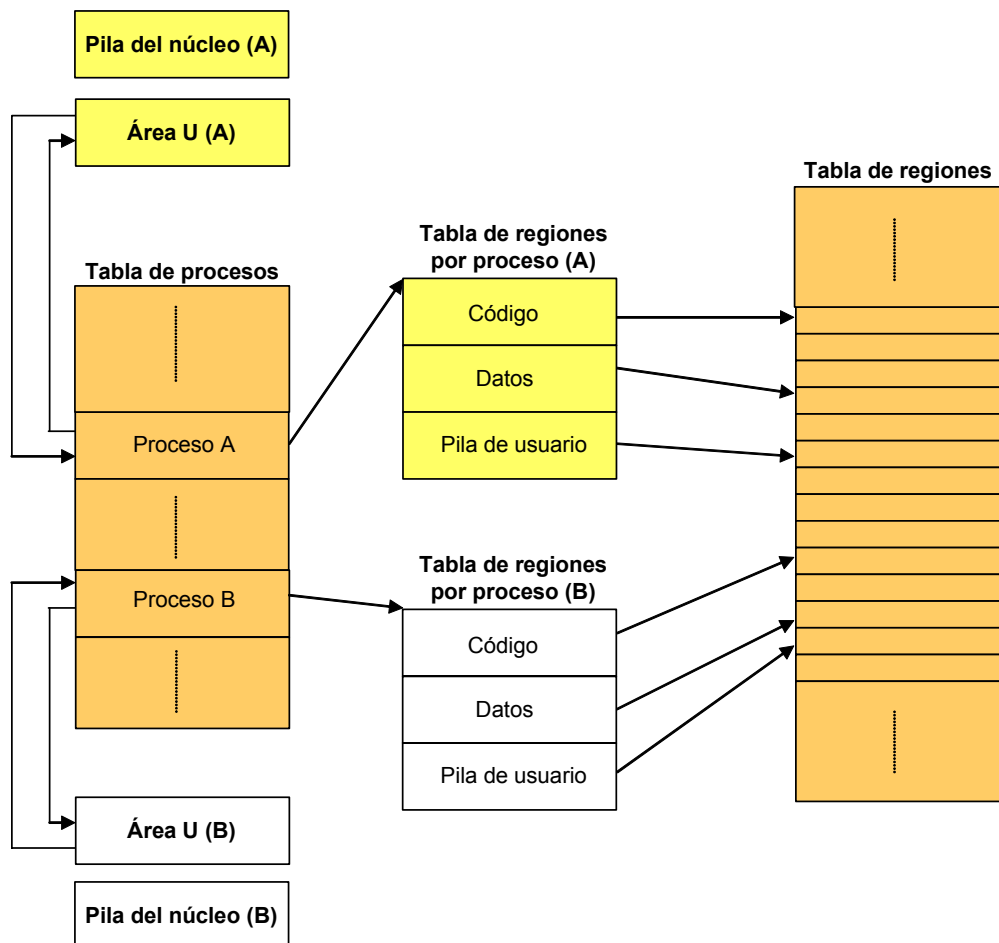 Pila del núcleo (A)
Área U (A)
Tabla de procesos
Proceso A
Proceso B
Área U (B)
Pila del núcleo (B)
Tabla de regiones
por proceso (A)
Código
Datos
Pila de usuario
Tabla de regiones
por proceso (B)
Código
Datos
Pila de usuario
Tabla de regiones